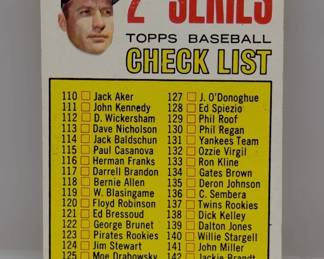 2 SERIES
TOPPS BASEBALL
CHECK LIST
110 Jack Aker
111 John Kennedy
112 D. Wickersham
113 Dave Nicholson
114 Jack Baldschun
115 Paul Casanova
116 Herman Franks
117 Darrell Brandon
118 Bernie Allen
119 W. Blasingame
120 Floyd Robinson
121 Ed Bressoud
122 George Brunet
123 Pirates Rookies
124 Jim Stewart
125 Moe Drabowsky
127 J. O'Donoghue
128 Ed Spiezio
129 Phil Roof
130 Phil Regan
131 Yankees Team
132 Ozzie Virgil
133 Ron Kline
134 Gates Brown
135 Deron Johnson
136 C. Sembera
137 Twins Rookies
138 Dick Kelley
139 Dalton Jones
140 Willie Stargell
141 John Miller
142 Jackie Brandt